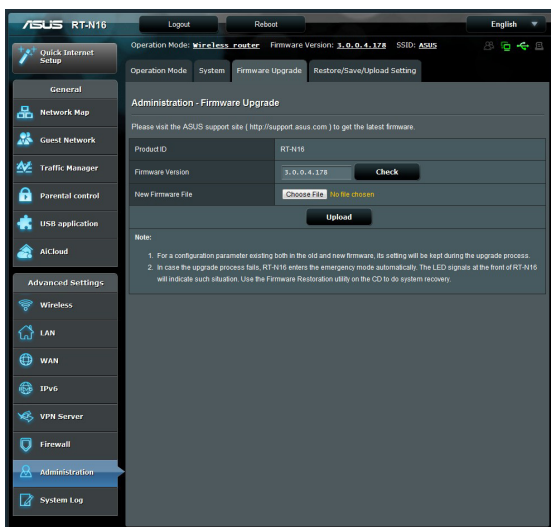 ASUS RT-N16 Logout Reboot English
Quick Internet Setup
Operation Mode: Wireless router Firmware Version: 3.0.0.4.178 SSID: ASUS
Operation Mode System Firmware Upgrade Restore/Save/Upload Setting
General
Network Map
Guest Network
Traffic Manager
Parental control
USB application
AiCloud
Advanced Settings
Wireless
LAN
WAN
IPv6
VPN Server
Firewall
Administration
System Log
Administration - Firmware Upgrade
Please visit the ASUS support site ( http://support.asus.com ) to get the latest firmware.
Product ID RT-N16
Firmware Version 3.0.0.4.178 Check
New Firmware File Choose File No file chosen
Upload
Note:
1. For a configuration parameter existing both in the old and new firmware, its setting will be kept during the upgrade process.
2. In case the upgrade process fails, RT-N16 enters the emergency mode automatically. The LED signals at the front of RT-N16
will indicate such situation. Use the Firmware Restoration utility on the CD to do system recovery.